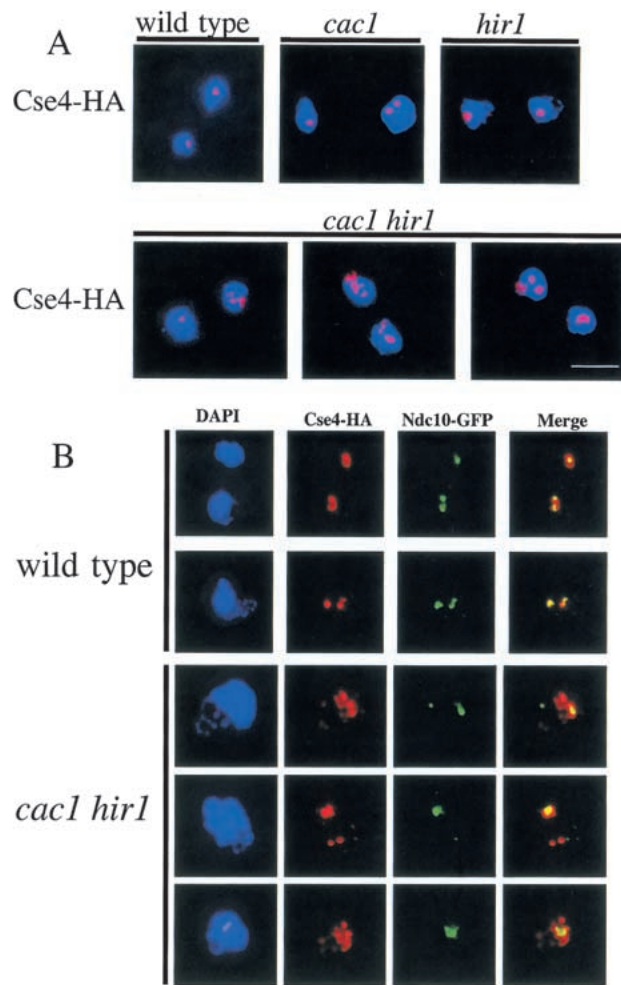 A
wild type
cac1
hir1
Cse4-HA
cac1 hir1
Cse4-HA
B
DAPI
Cse4-HA
Ndc10-GFP
Merge
wild type
cac1 hir1